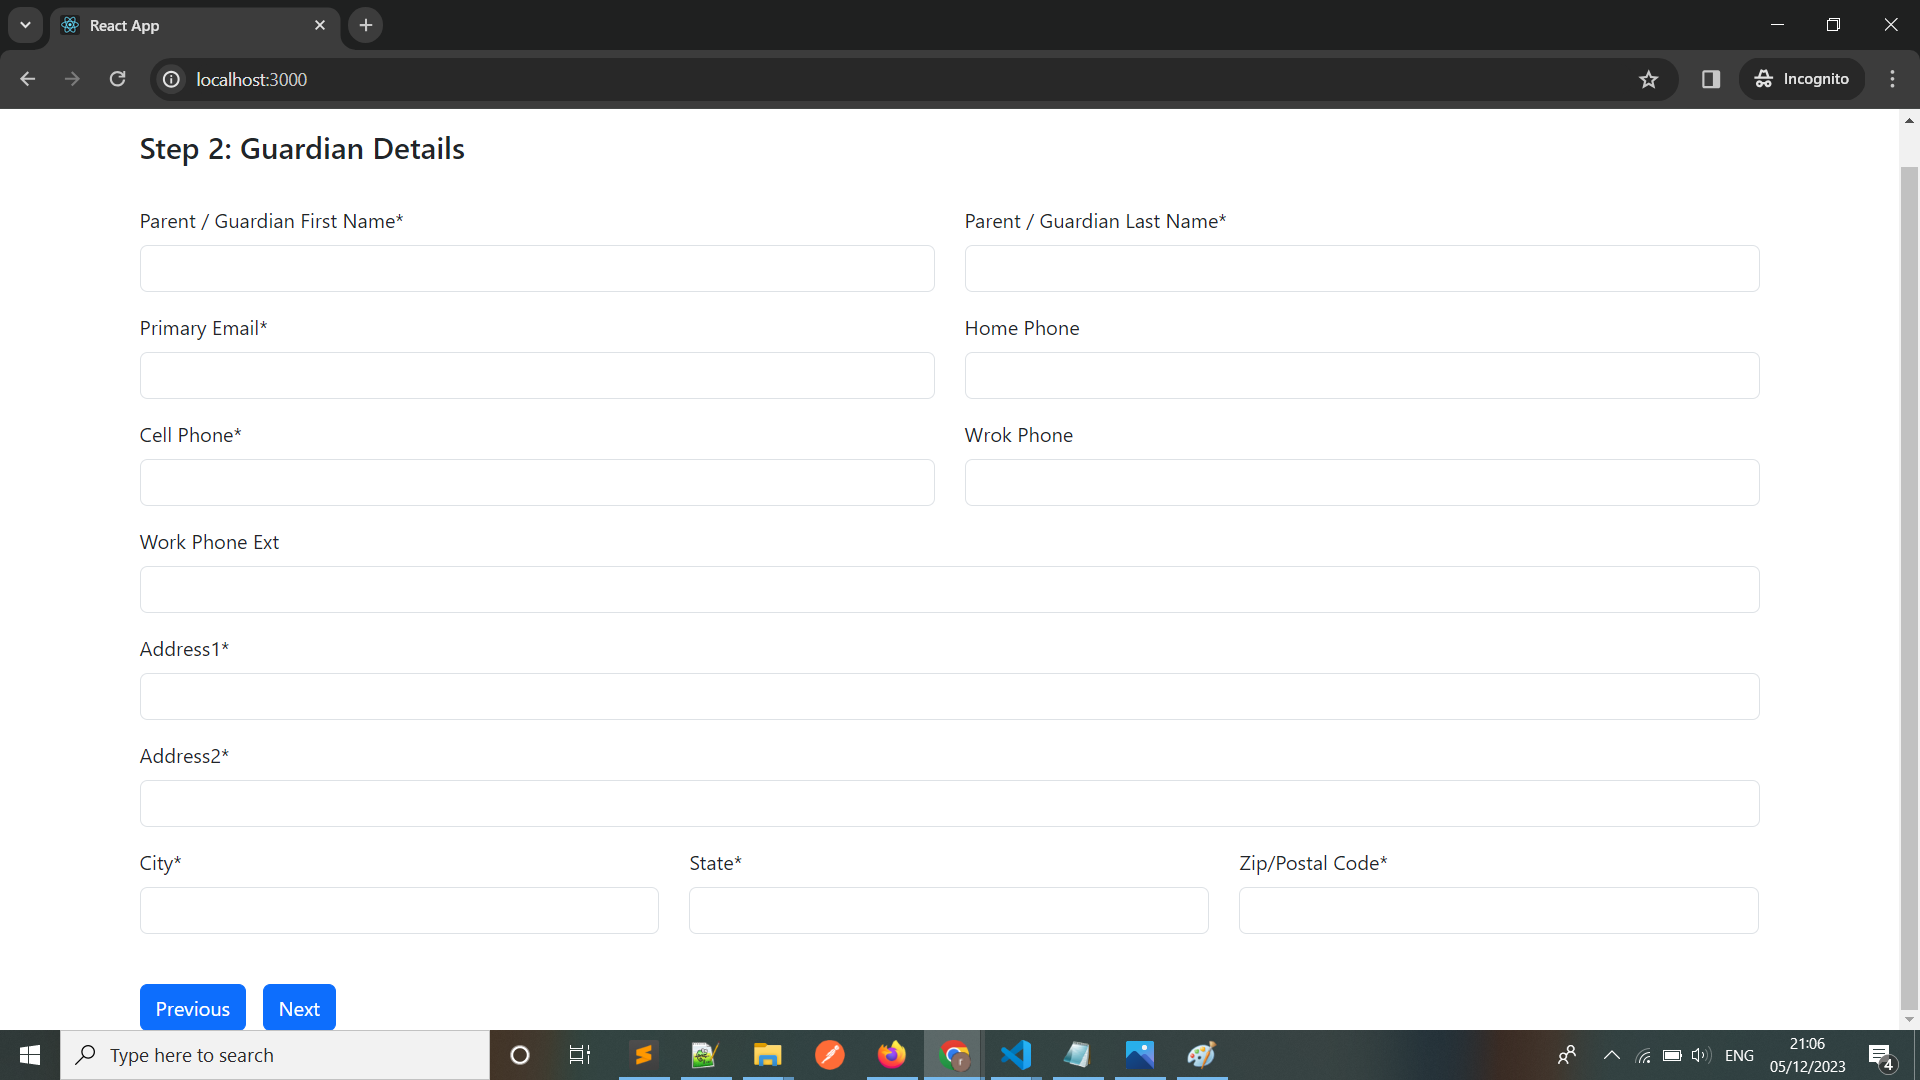 React App
localhost:3000
Incognito
Step 2: Guardian Details
Parent / Guardian First Name*
Parent / Guardian Last Name*
Primary Email*
Home Phone
Cell Phone*
Wrok Phone
Work Phone Ext
Address1*
Address2*
City*
State*
Zip/Postal Code*
Previous
Next
Type here to search
r
ENG
21:06
05/12/2023
4